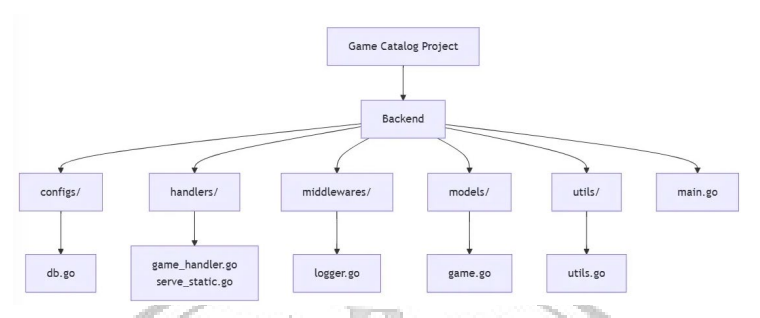 Game Catalog Project
Backend
configs/
handlers/
middlewares/
models/
utils/
main.go
db.go
game_handler.go
serve_static.go
logger.go
game.go
utils.go